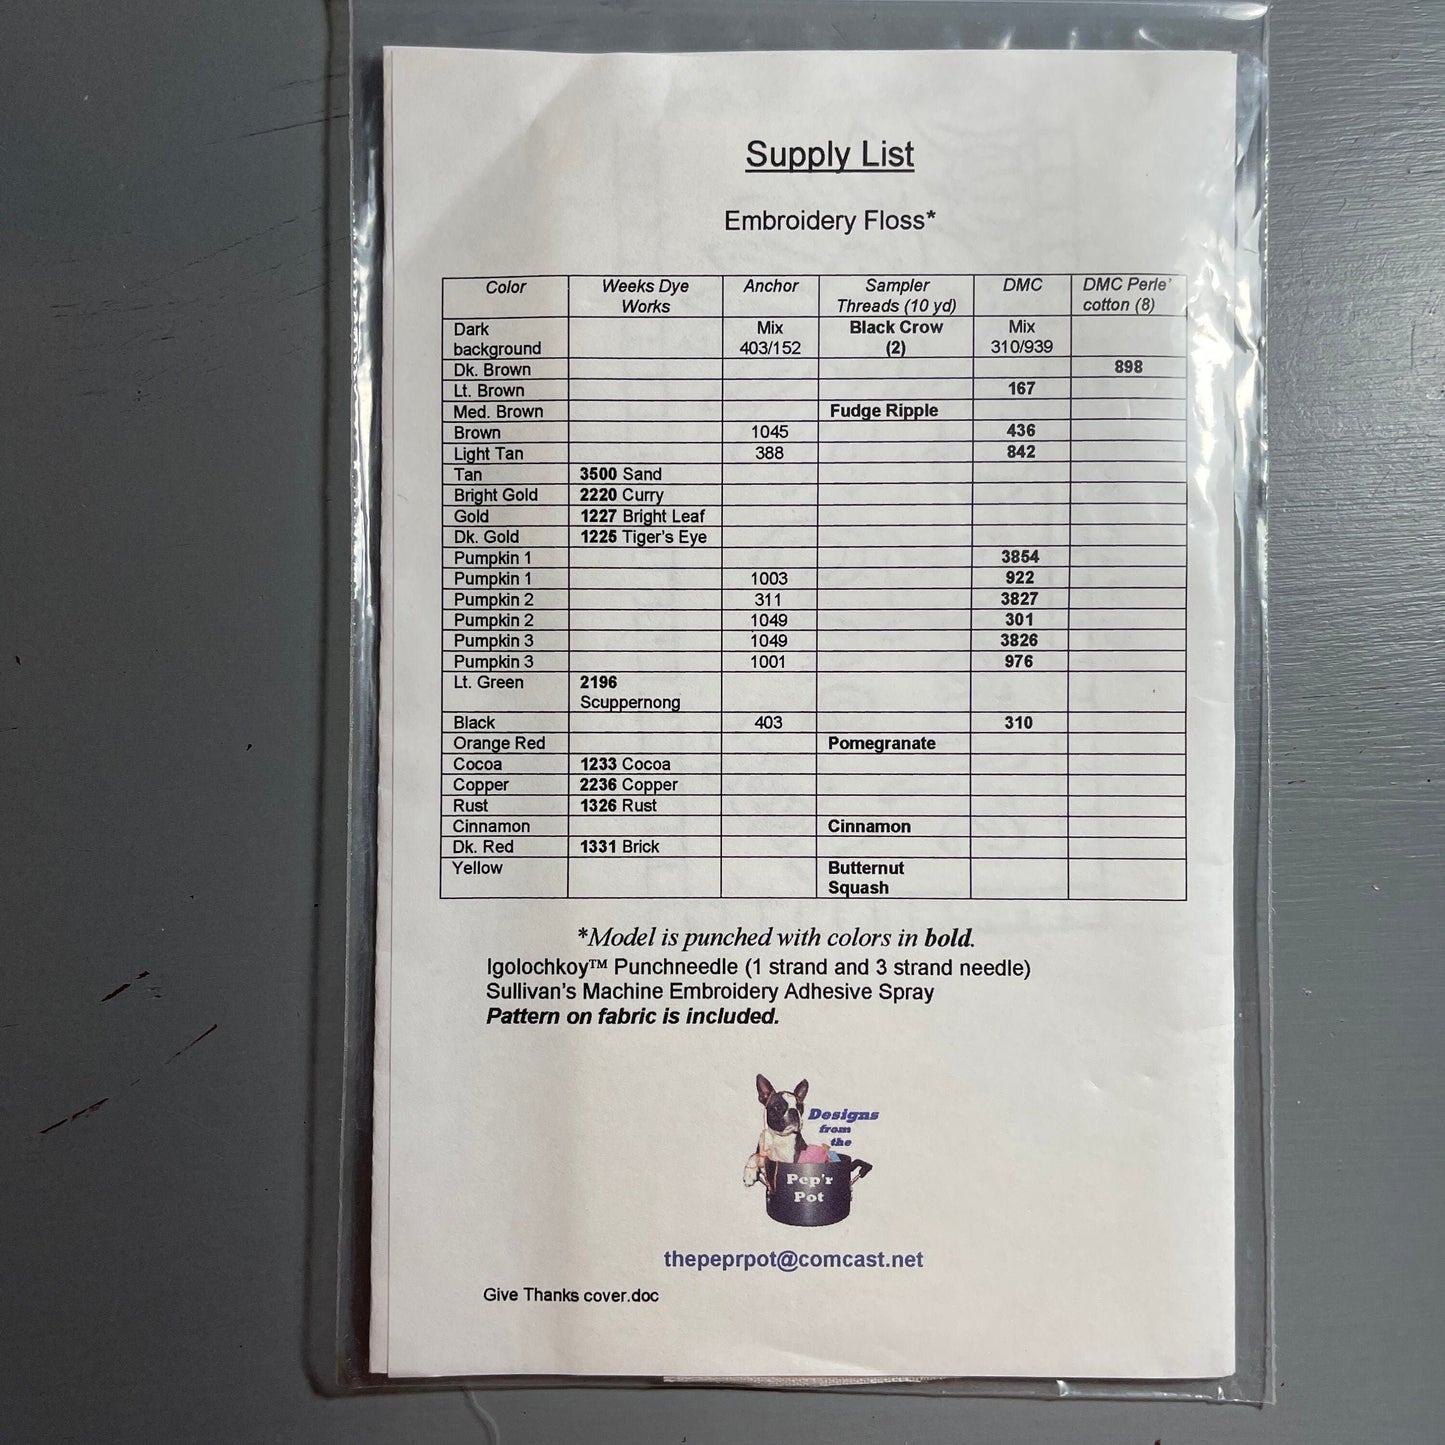 Supply List
Embroidery Floss*
Color Weeks Dye Works Anchor Sampler Threads (10 yd) DMC DMC Perle' cotton (8)
Dark background Mix 403/152 Black Crow (2) Mix 310/939
Dk. Brown 898
Lt. Brown 167
Med. Brown Fudge Ripple
Brown 1045 436
Light Tan 388 842
Tan 3500 Sand
Bright Gold 2220 Curry
Gold 1227 Bright Leaf
Dk. Gold 1225 Tiger's Eye
Pumpkin 1 3854
Pumpkin 1 1003 922
Pumpkin 2 311 3827
Pumpkin 2 1049 301
Pumpkin 3 1049 3826
Pumpkin 3 1001 976
Lt. Green 2196 Scuppernong
Black 403 310
Orange Red Pomegranate
Cocoa 1233 Cocoa
Copper 2236 Copper
Rust 1326 Rust
Cinnamon Cinnamon
Dk. Red 1331 Brick
Yellow Butternut Squash
*Model is punched with colors in bold.
Igolochkoy™ Punchneedle (1 strand and 3 strand needle)
Sullivan's Machine Embroidery Adhesive Spray
Pattern on fabric is included.
Designs
from
the
Pep'r
Pot
thepeprpot@comcast.net
Give Thanks cover.doc